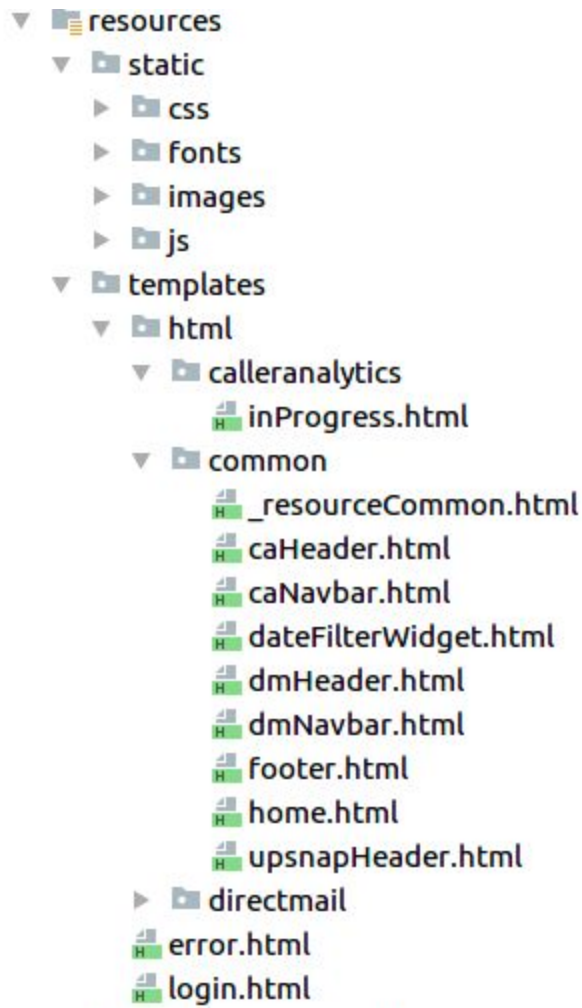 resources
static
css
fonts
images
js
templates
html
calleranalytics
H inProgress.html
common
H _resourceCommon.html
H caHeader.html
H caNavbar.html
H dateFilterWidget.html
H dmHeader.html
H dmNavbar.html
H footer.html
H home.html
H upsnapHeader.html
directmail
H error.html
H login.html